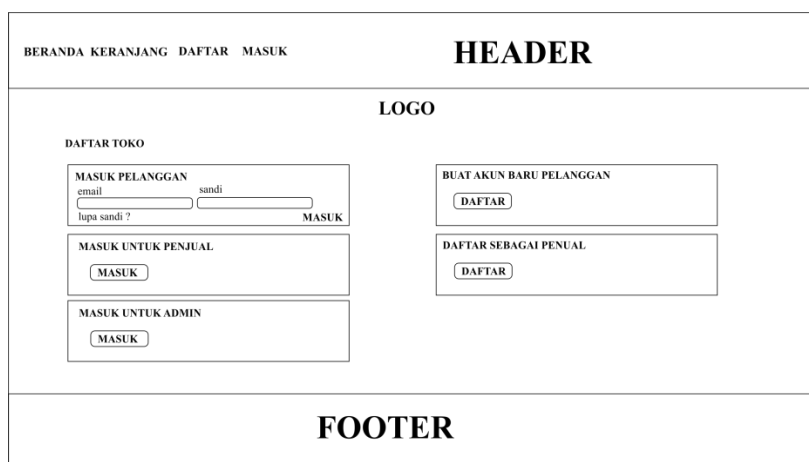 BERANDA KERANJANG DAFTAR MASUK
HEADER
LOGO
DAFTAR TOKO
MASUK PELANGGAN
email sandi
lupa sandi ? MASUK
BUAT AKUN BARU PELANGGAN
DAFTAR
MASUK UNTUK PENJUAL
MASUK
DAFTAR SEBAGAI PENUAL
DAFTAR
MASUK UNTUK ADMIN
MASUK
FOOTER